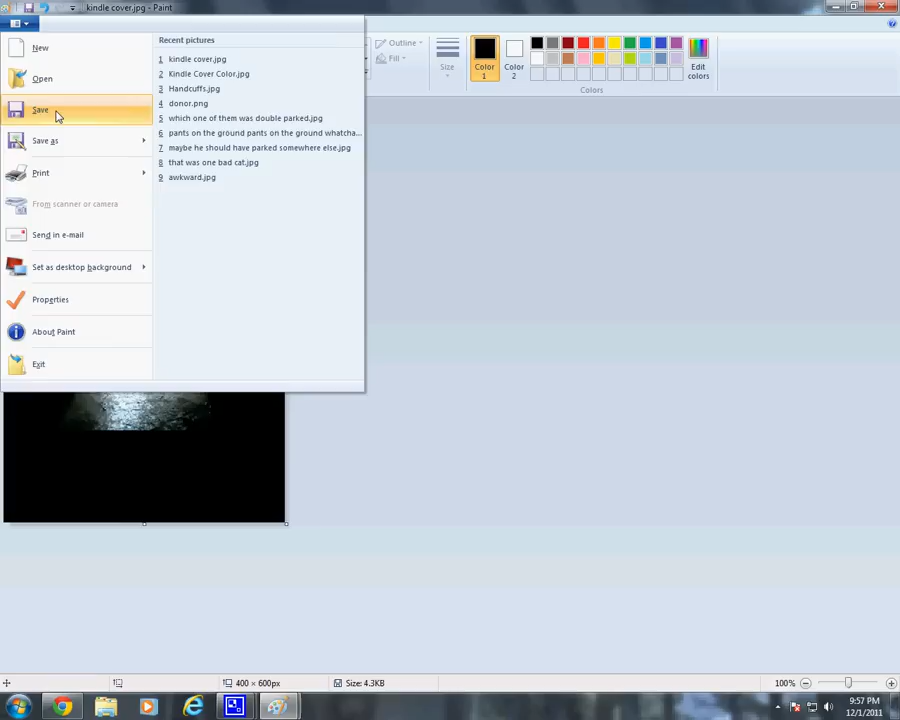 kindle cover.jpg - Paint
Recent pictures
New
Open
Save
Save as
Print
From scanner or camera
Send in e-mail
Set as desktop background
Properties
About Paint
Exit
1 kindle cover.jpg
2 Kindle Cover Color.jpg
3 Handcuffs.jpg
4 donor.png
5 which one of them was double parked.jpg
6 pants on the ground pants on the ground whatcha...
7 maybe he should have parked somewhere else.jpg
8 that was one bad cat.jpg
9 awkward.jpg
Outline
Fill
Size
Color 1
Color 2
Edit colors
Colors
400 × 600px
Size: 4.3KB
100%
9:57 PM
12/1/2011